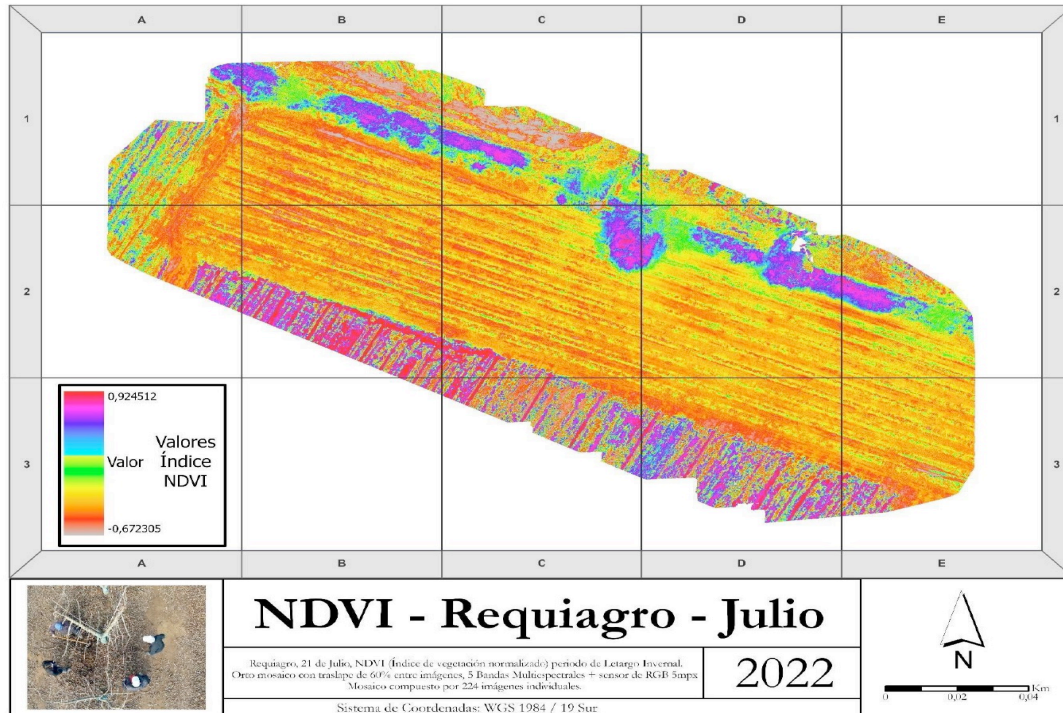 A B C D E
1 1
2 2
3 3
0,924512
Valores
Valor Índice
NDVI
-0,672305
A B C D E
NDVI - Requiagro - Julio
Requiagro, 21 de Julio, NDVI (Índice de vegetación normalizado) periodo de Letargo Invernal.
Orto mosaico con traslape de 60% entre imágenes, 5 Bandas Multiespectrales + sensor de RGB 5mpx
Mosaico compuesto por 224 imágenes individuales.
2022
Sistema de Coordenadas: WGS 1984 / 19 Sur
N
0 0,02 0,04
Km